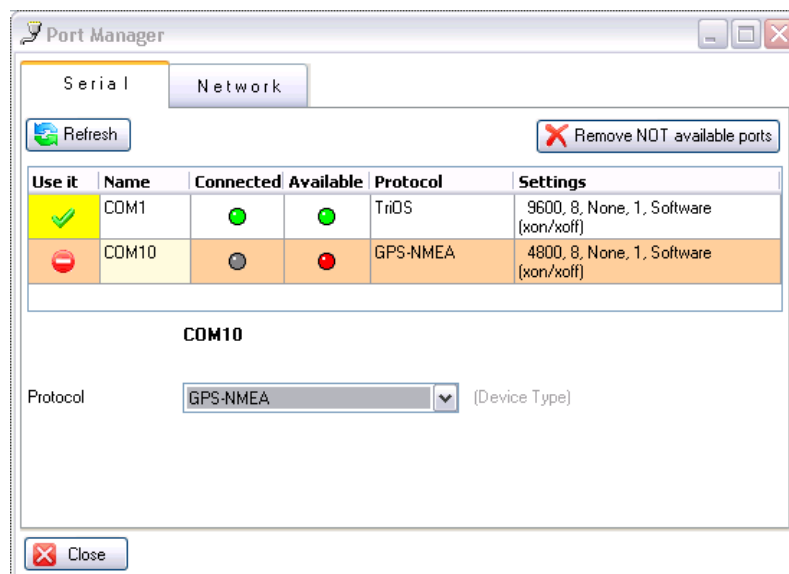 Port Manager
Serial Network
Refresh Remove NOT available ports
Use it Name Connected Available Protocol Settings
COM1 TriOS 9600, 8, None, 1, Software
(xon/xoff)
COM10 GPS-NMEA 4800, 8, None, 1, Software
(xon/xoff)
COM10
Protocol GPS-NMEA (Device Type)
Close